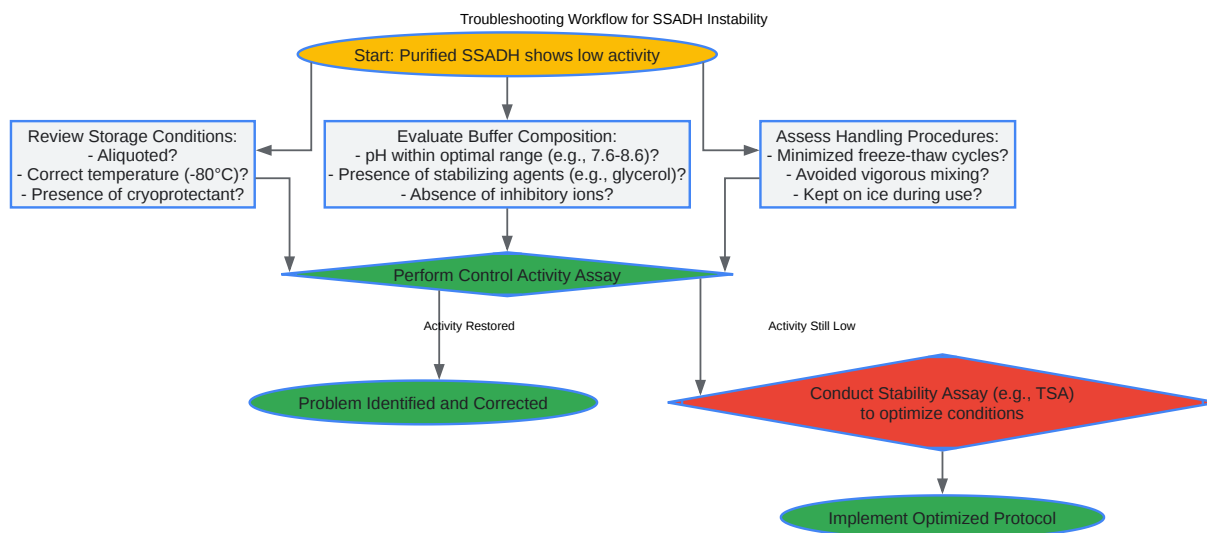 Troubleshooting Workflow for SSADH Instability
Start: Purified SSADH shows low activity
Review Storage Conditions:
- Aliquoted?
- Correct temperature (-80°C)?
- Presence of cryoprotectant?
Evaluate Buffer Composition:
- pH within optimal range (e.g., 7.6-8.6)?
- Presence of stabilizing agents (e.g., glycerol)?
- Absence of inhibitory ions?
Assess Handling Procedures:
- Minimized freeze-thaw cycles?
- Avoided vigorous mixing?
- Kept on ice during use?
Perform Control Activity Assay
Activity Restored
Activity Still Low
Problem Identified and Corrected
Conduct Stability Assay (e.g., TSA)
to optimize conditions
Implement Optimized Protocol